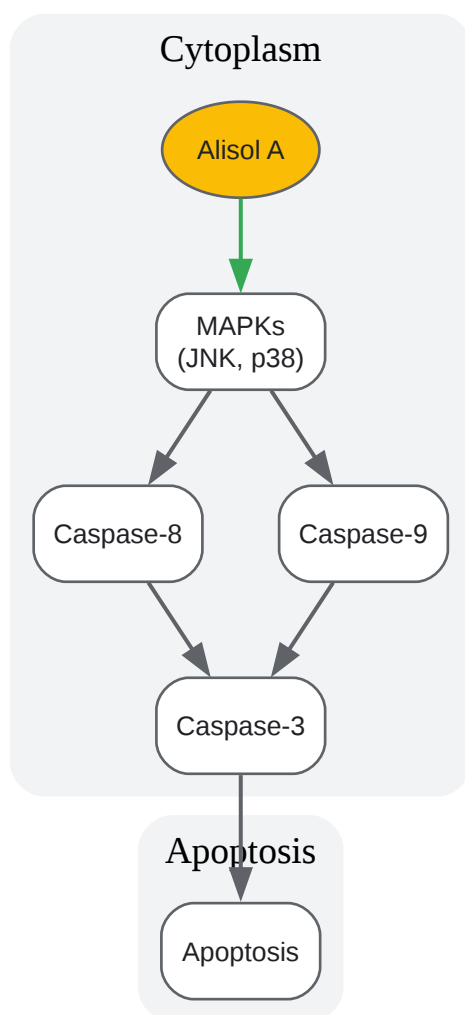 Cytoplasm
Alisol A
MAPKs
(JNK, p38)
Caspase-8
Caspase-9
Caspase-3
Apoptosis
Apoptosis